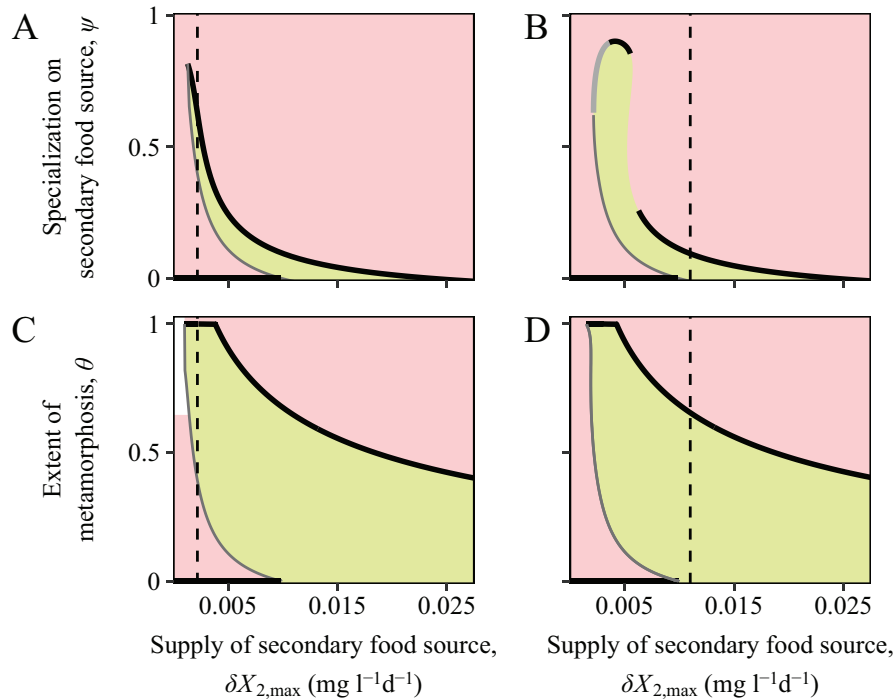 A
B
Specialization on
secondary food source, ψ
1
0.5
0
C
D
Extent of
metamorphosis, θ
1
0.5
0
0.005 0.015 0.025
0.005 0.015 0.025
Supply of secondary food source,
δX2,max (mg l⁻¹d⁻¹)
Supply of secondary food source,
δX2,max (mg l⁻¹d⁻¹)